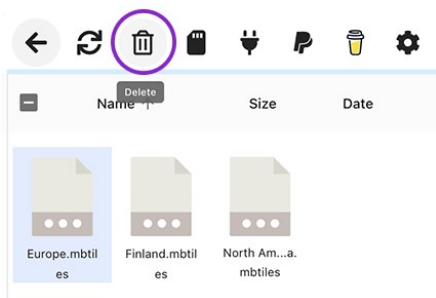 Delete
Name ↑
Size
Date
Europe.mbtil
es
Finland.mbtil
es
North Am...a.
mbtiles